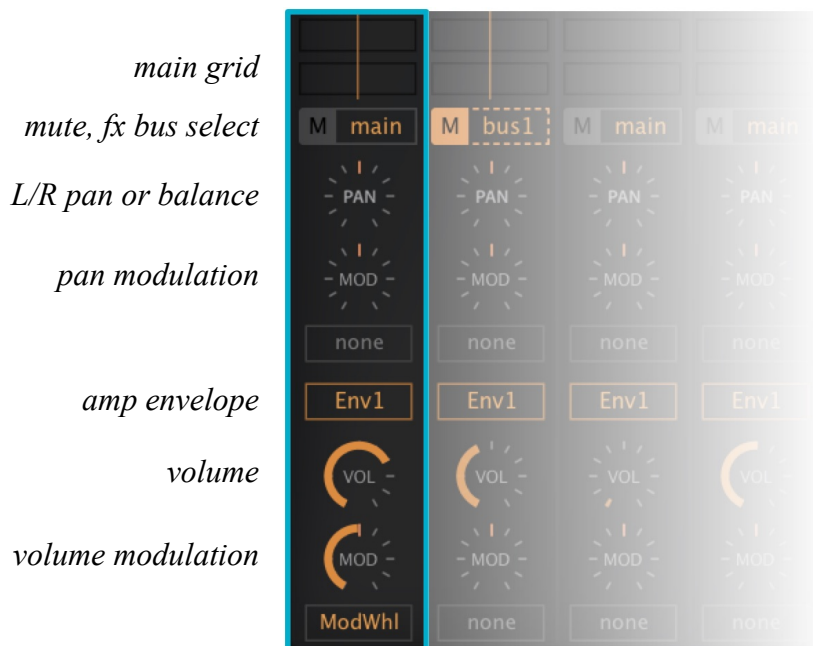 main grid
mute, fx bus select M main M bus1 M main M main
L/R pan or balance PAN PAN PAN PAN
pan modulation MOD MOD MOD MOD
none none none none
amp envelope Env1 Env1 Env1 Env1
volume VOL VOL VOL VOL
volume modulation MOD MOD MOD MOD
ModWhl none none none